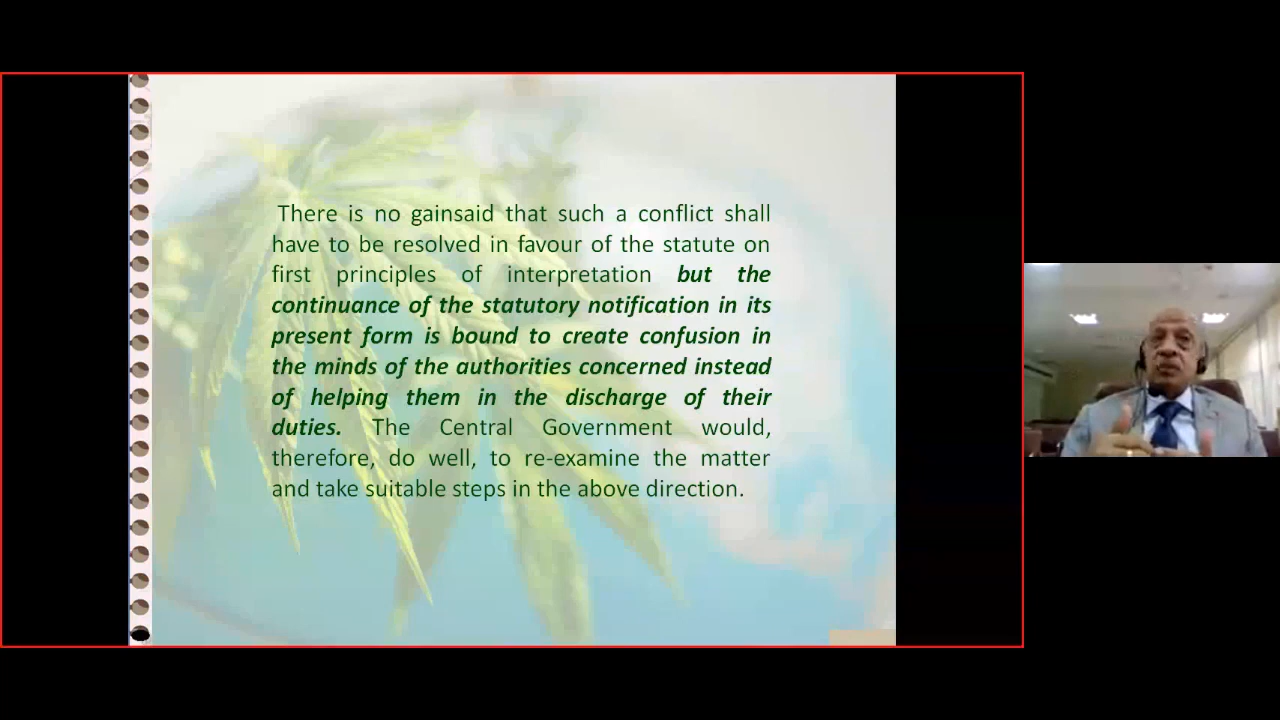 There is no gainsaid that such a conflict shall
have to be resolved in favour of the statute on
first principles of interpretation but the
continuance of the statutory notification in its
present form is bound to create confusion in
the minds of the authorities concerned instead
of helping them in the discharge of their
duties. The Central Government would,
therefore, do well, to re-examine the matter
and take suitable steps in the above direction.